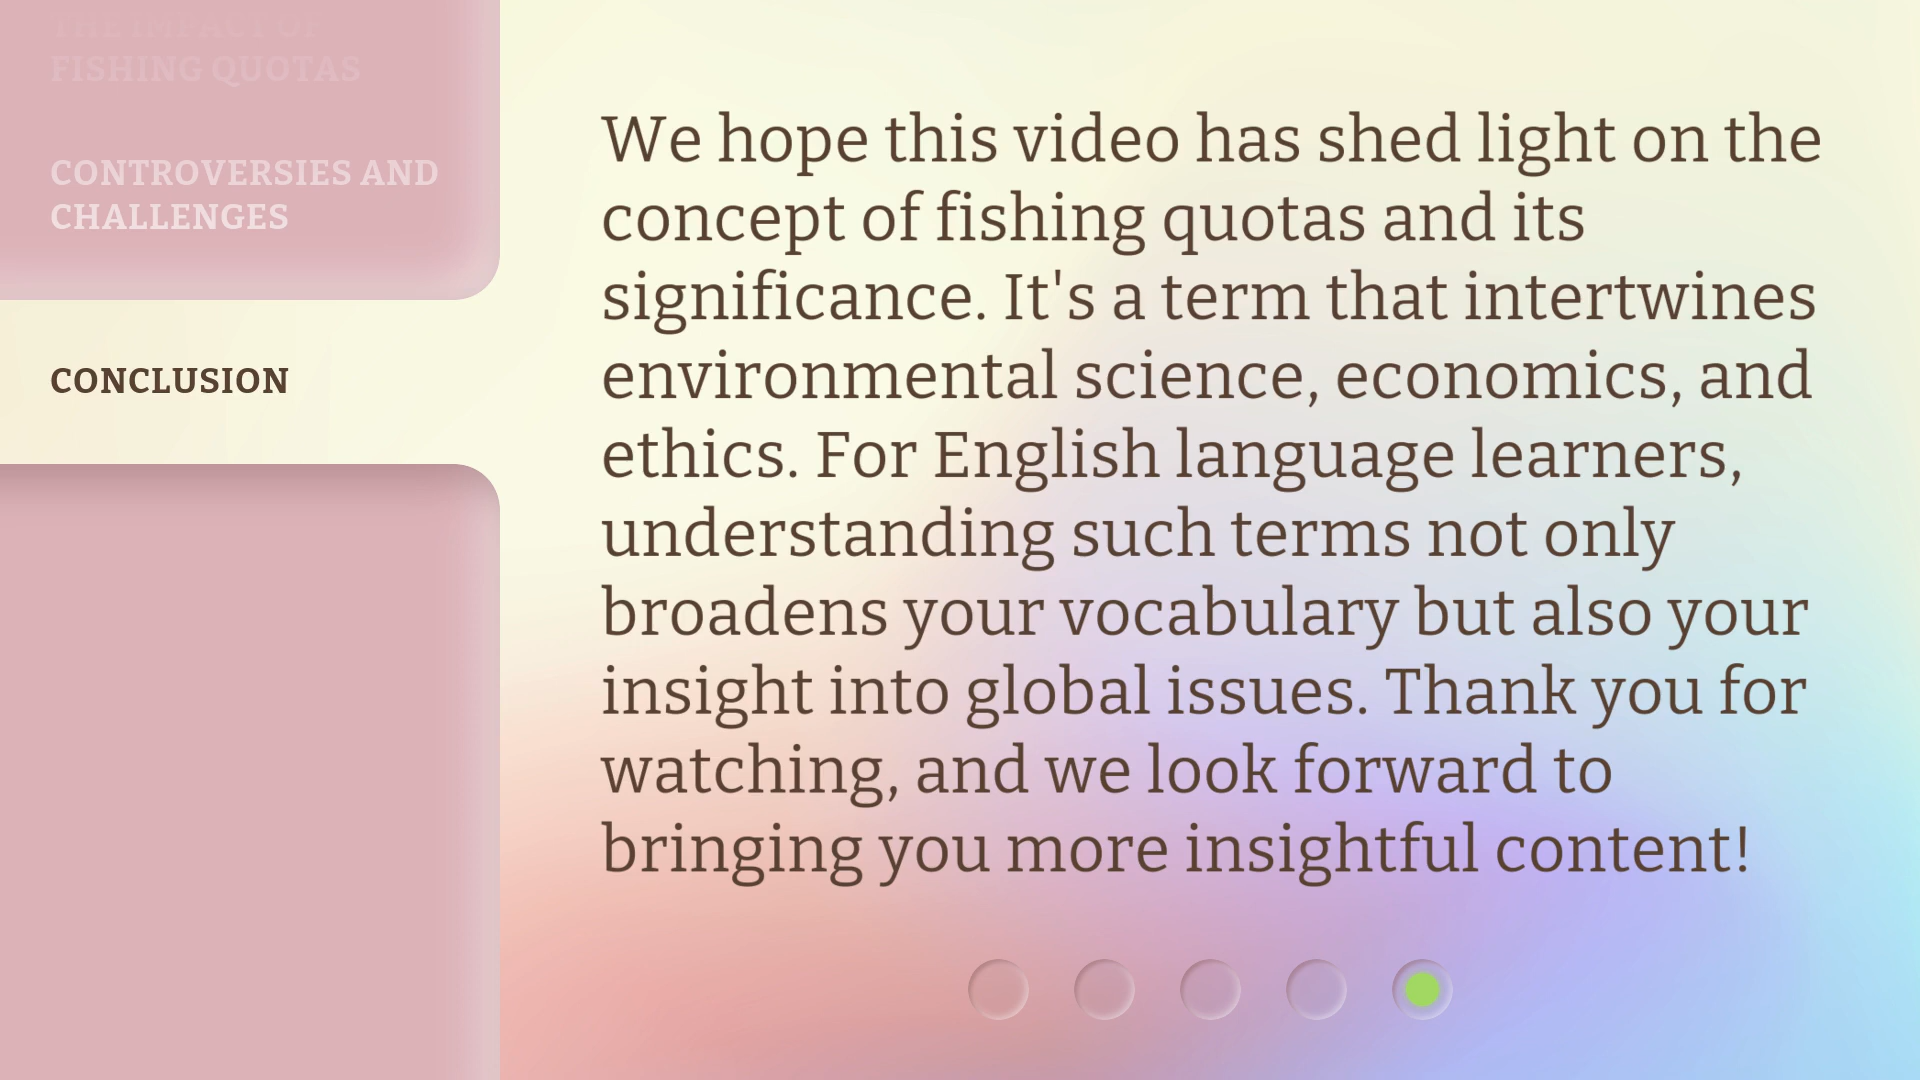 THE IMPACT OF
FISHING QUOTAS
CONTROVERSIES AND
CHALLENGES
CONCLUSION
We hope this video has shed light on the
concept of fishing quotas and its
significance. It's a term that intertwines
environmental science, economics, and
ethics. For English language learners,
understanding such terms not only
broadens your vocabulary but also your
insight into global issues. Thank you for
watching, and we look forward to
bringing you more insightful content!